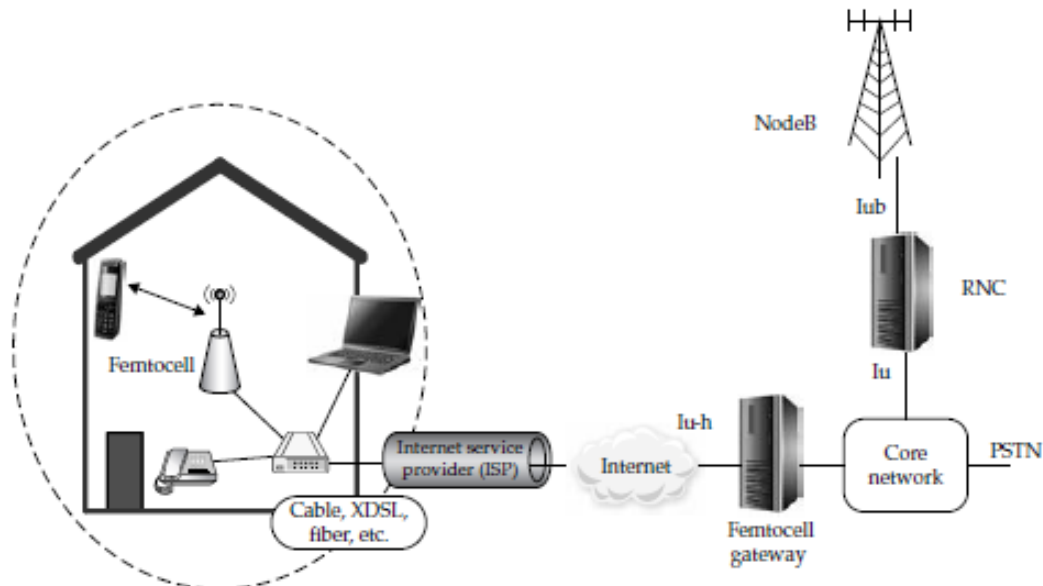 NodeB
Iub
RNC
Iu
Femtocell
Iu-h
Internet service
provider (ISP)
Internet
Core
network
PSTN
Cable, XDSL,
fiber, etc.
Femtocell
gateway